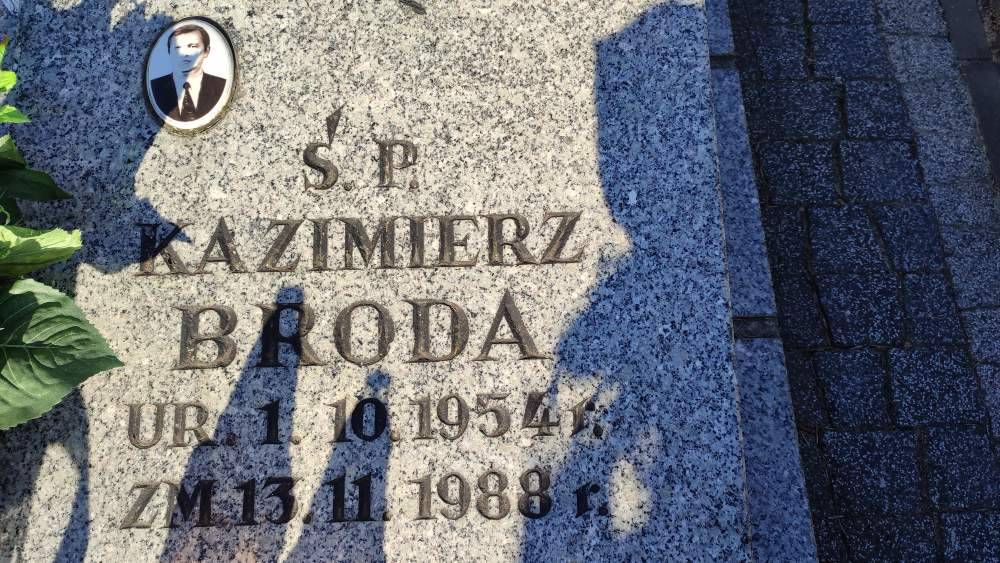 Ś. P.
KAZIMIERZ
BRODA
UR. 1. 10. 1954 r.
ZM 13. 11. 1988 r.